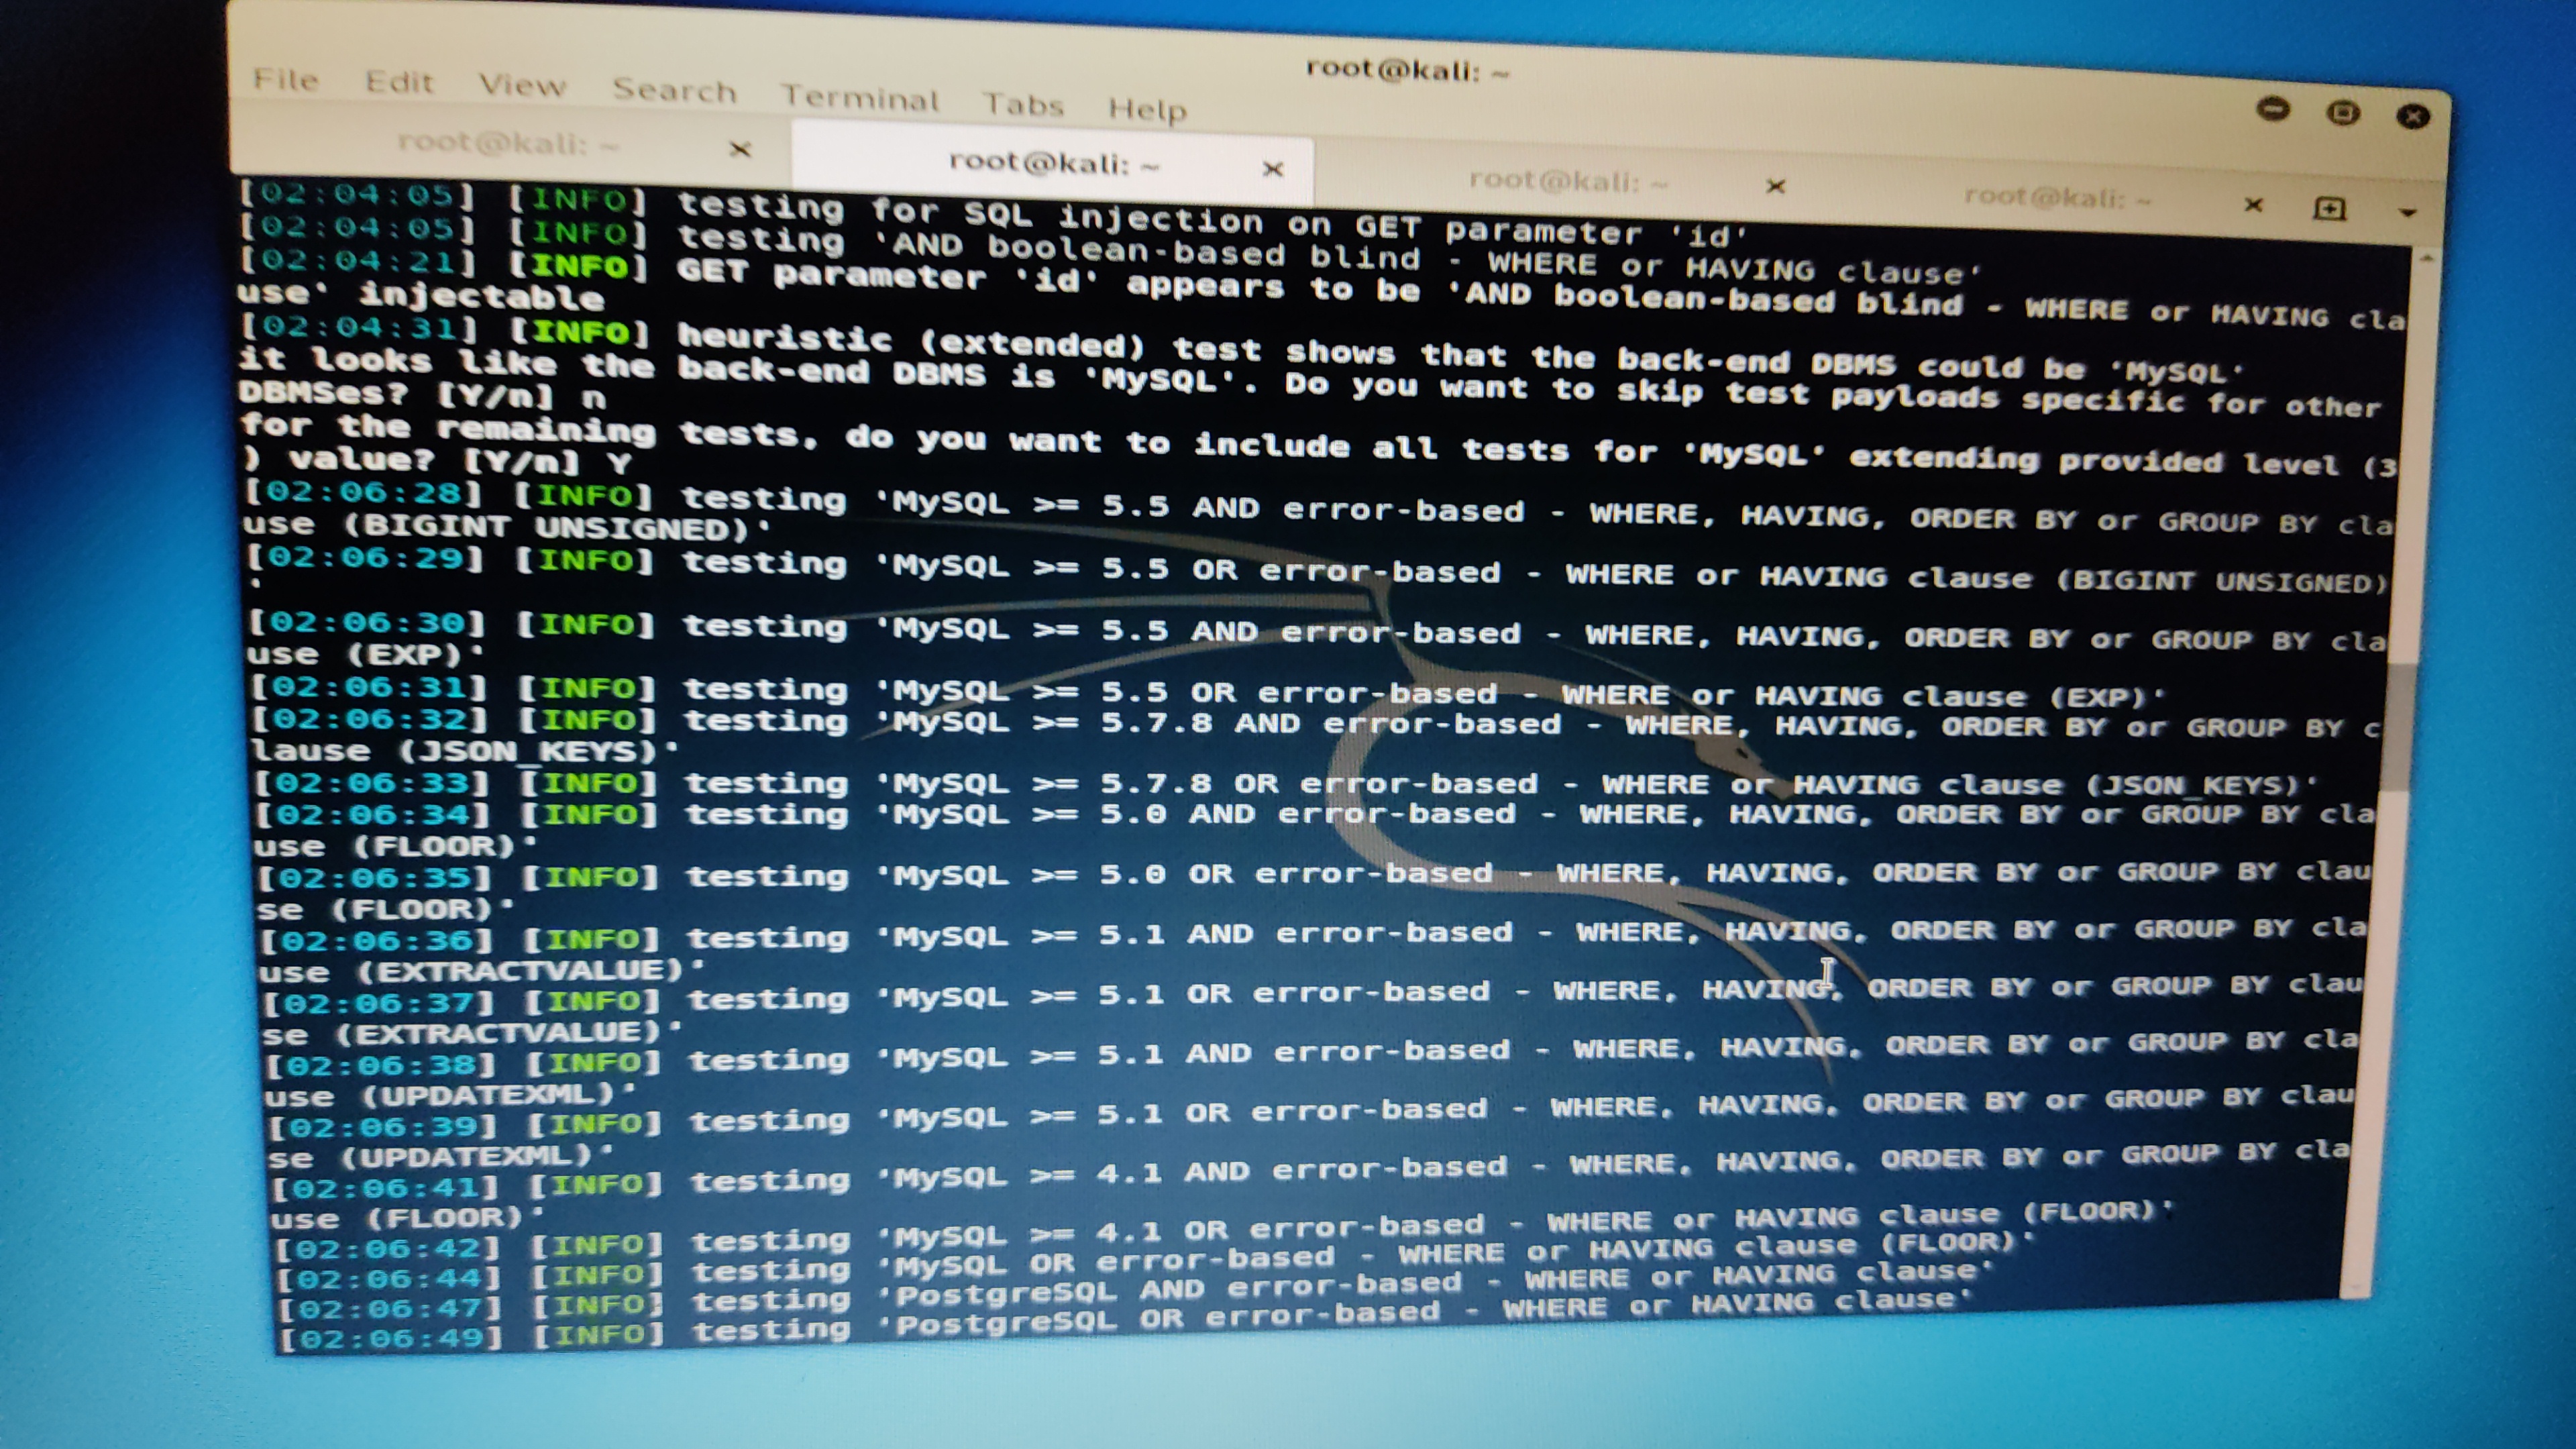 root@kali: ~
File Edit View Search Terminal Tabs Help
root@kali: ~ root@kali: ~ root@kali: ~ root@kali: ~
[02:04:05] [INFO] testing for SQL injection on GET parameter 'id'
[02:04:05] [INFO] testing 'AND boolean-based blind - WHERE or HAVING clause'
[02:04:21] [INFO] GET parameter 'id' appears to be 'AND boolean-based blind - WHERE or HAVING cla
use' injectable
[02:04:31] [INFO] heuristic (extended) test shows that the back-end DBMS could be 'MySQL'
it looks like the back-end DBMS is 'MySQL'. Do you want to skip test payloads specific for other
DBMSes? [Y/n] n
for the remaining tests, do you want to include all tests for 'MySQL' extending provided level (3
) value? [Y/n] Y
[02:06:28] [INFO] testing 'MySQL >= 5.5 AND error-based - WHERE, HAVING, ORDER BY or GROUP BY cla
use (BIGINT UNSIGNED)'
[02:06:29] [INFO] testing 'MySQL >= 5.5 OR error-based - WHERE or HAVING clause (BIGINT UNSIGNED)
'
[02:06:30] [INFO] testing 'MySQL >= 5.5 AND error-based - WHERE, HAVING, ORDER BY or GROUP BY cla
use (EXP)'
[02:06:31] [INFO] testing 'MySQL >= 5.5 OR error-based - WHERE or HAVING clause (EXP)'
[02:06:32] [INFO] testing 'MySQL >= 5.7.8 AND error-based - WHERE, HAVING, ORDER BY or GROUP BY c
lause (JSON_KEYS)'
[02:06:33] [INFO] testing 'MySQL >= 5.7.8 OR error-based - WHERE or HAVING clause (JSON_KEYS)'
[02:06:34] [INFO] testing 'MySQL >= 5.0 AND error-based - WHERE, HAVING, ORDER BY or GROUP BY cla
use (FLOOR)'
[02:06:35] [INFO] testing 'MySQL >= 5.0 OR error-based - WHERE, HAVING, ORDER BY or GROUP BY clau
se (FLOOR)'
[02:06:36] [INFO] testing 'MySQL >= 5.1 AND error-based - WHERE, HAVING, ORDER BY or GROUP BY cla
use (EXTRACTVALUE)'
[02:06:37] [INFO] testing 'MySQL >= 5.1 OR error-based - WHERE, HAVING, ORDER BY or GROUP BY clau
se (EXTRACTVALUE)'
[02:06:38] [INFO] testing 'MySQL >= 5.1 AND error-based - WHERE, HAVING, ORDER BY or GROUP BY cla
use (UPDATEXML)'
[02:06:39] [INFO] testing 'MySQL >= 5.1 OR error-based - WHERE, HAVING, ORDER BY or GROUP BY clau
se (UPDATEXML)'
[02:06:41] [INFO] testing 'MySQL >= 4.1 AND error-based - WHERE, HAVING, ORDER BY or GROUP BY cla
use (FLOOR)'
[02:06:42] [INFO] testing 'MySQL >= 4.1 OR error-based - WHERE or HAVING clause (FLOOR)'
[02:06:44] [INFO] testing 'MySQL OR error-based - WHERE or HAVING clause (FLOOR)'
[02:06:47] [INFO] testing 'PostgreSQL AND error-based - WHERE or HAVING clause'
[02:06:49] [INFO] testing 'PostgreSQL OR error-based - WHERE or HAVING clause'